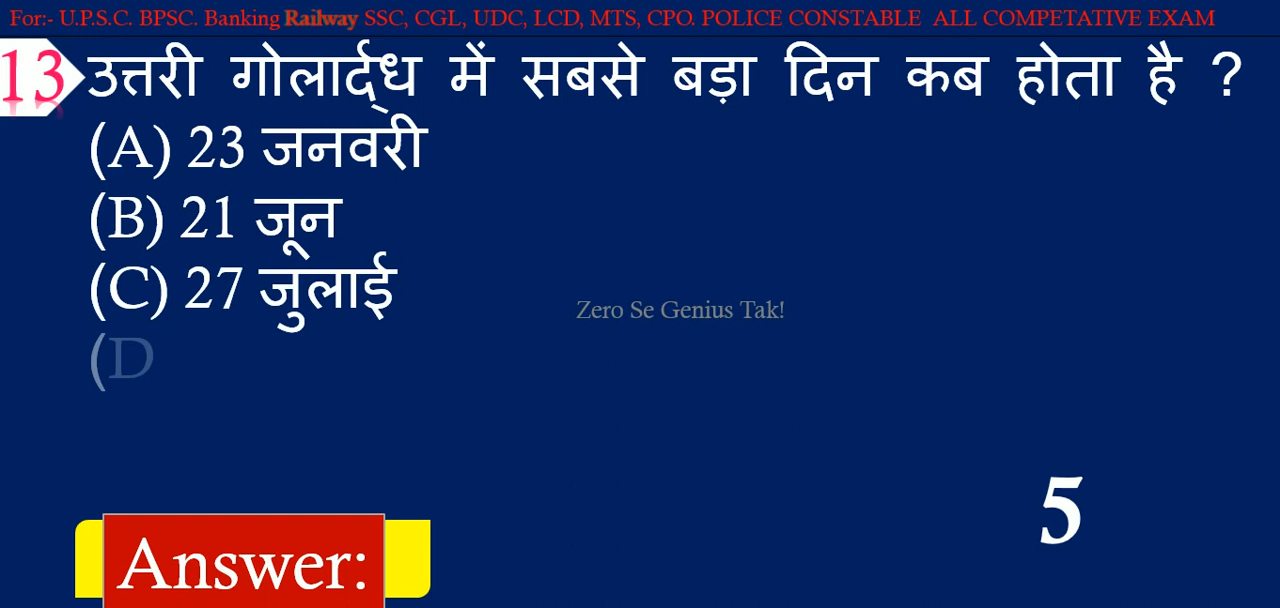 For:- U.P.S.C. BPSC. Banking Railway SSC, CGL, UDC, LCD, MTS, CPO. POLICE CONSTABLE ALL COMPETATIVE EXAM
13 उत्तरी गोलार्द्ध में सबसे बड़ा दिन कब होता है ?
(A) 23 जनवरी
(B) 21 जून
(C) 27 जुलाई
Zero Se Genius Tak!
(D
5
Answer: